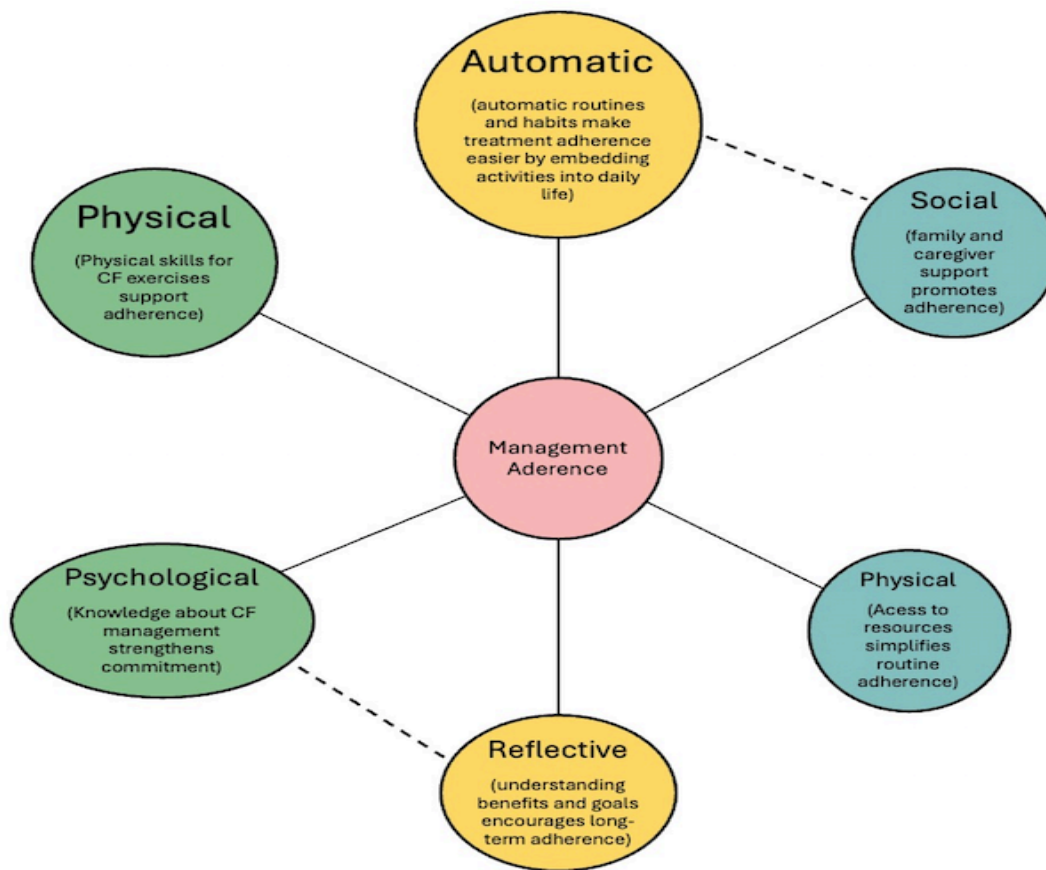 Automatic
(automatic routines
and habits make
treatment adherence
easier by embedding
activities into daily
life)
Physical
(Physical skills for
CF exercises
support
adherence)
Social
(family and
caregiver
support
promotes
adherence)
Management
Aderence
Psychological
(Knowledge about CF
management
strengthens
commitment)
Physical
(Acess to
resources
simplifies
routine
adherence)
Reflective
(understanding
benefits and goals
encourages long-
term adherence)